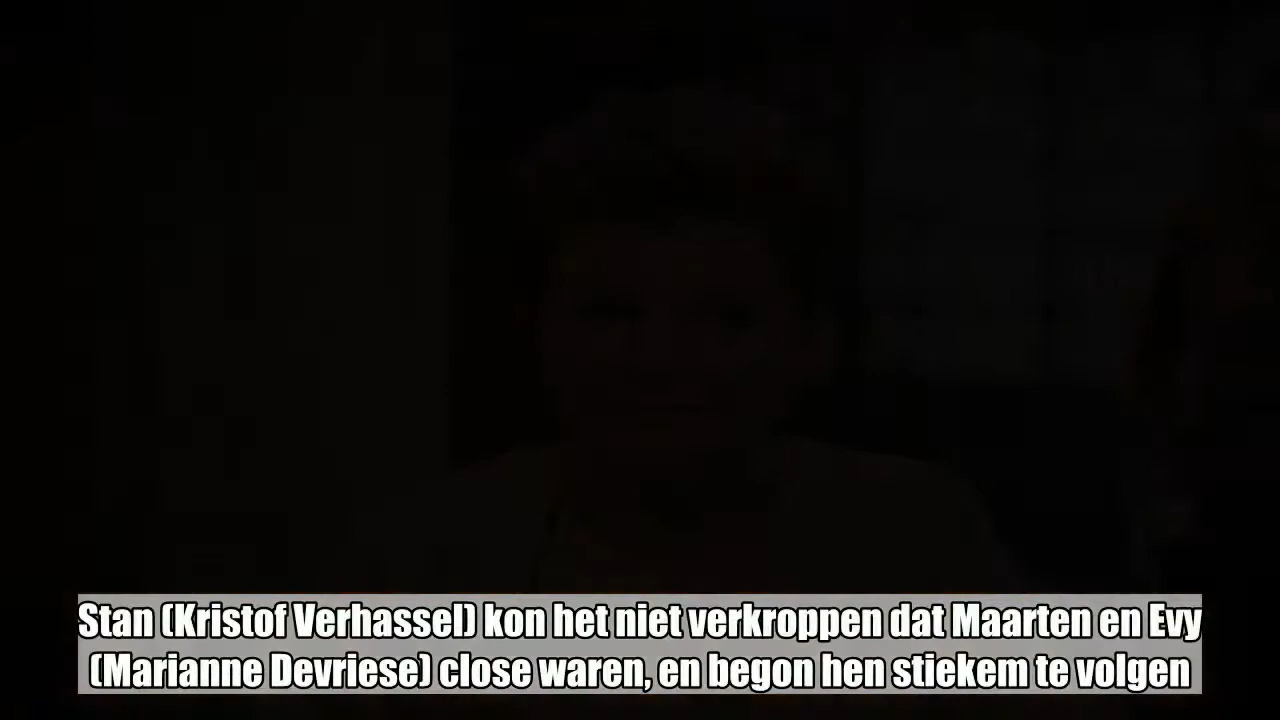 Stan (Kristof Verhassel) kon het niet verkroppen dat Maarten en Evy
(Marianne Devriese) close waren, en begon hen stiekem te volgen